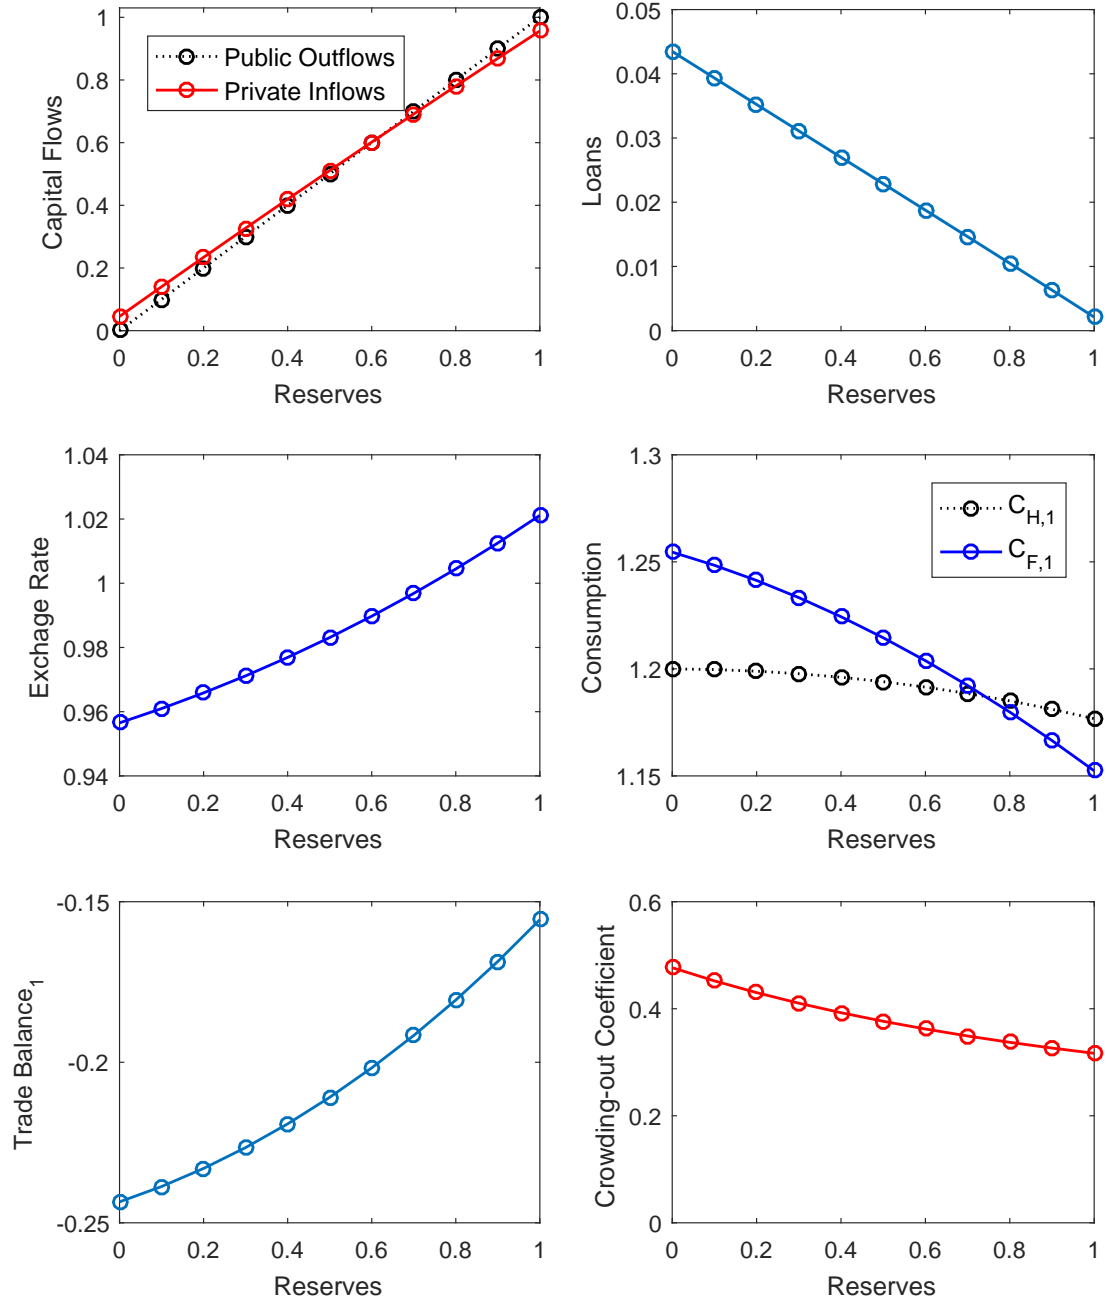 1
0.8
0.6
0.4
0.2
0
Capital Flows
Public Outflows
Private Inflows
0 0.2 0.4 0.6 0.8 1
Reserves
0.05
0.04
0.03
0.02
0.01
0
Loans
0 0.2 0.4 0.6 0.8 1
Reserves
1.04
1.02
1
0.98
0.96
0.94
Exchage Rate
0 0.2 0.4 0.6 0.8 1
Reserves
1.3
1.25
1.20
1.15
Consumption
C_H,1
C_F,1
0 0.2 0.4 0.6 0.8 1
Reserves
-0.15
-0.2
-0.25
Trade Balance_1
0 0.2 0.4 0.6 0.8 1
Reserves
0.6
0.4
0.2
0
Crowding-out Coefficient
0 0.2 0.4 0.6 0.8 1
Reserves